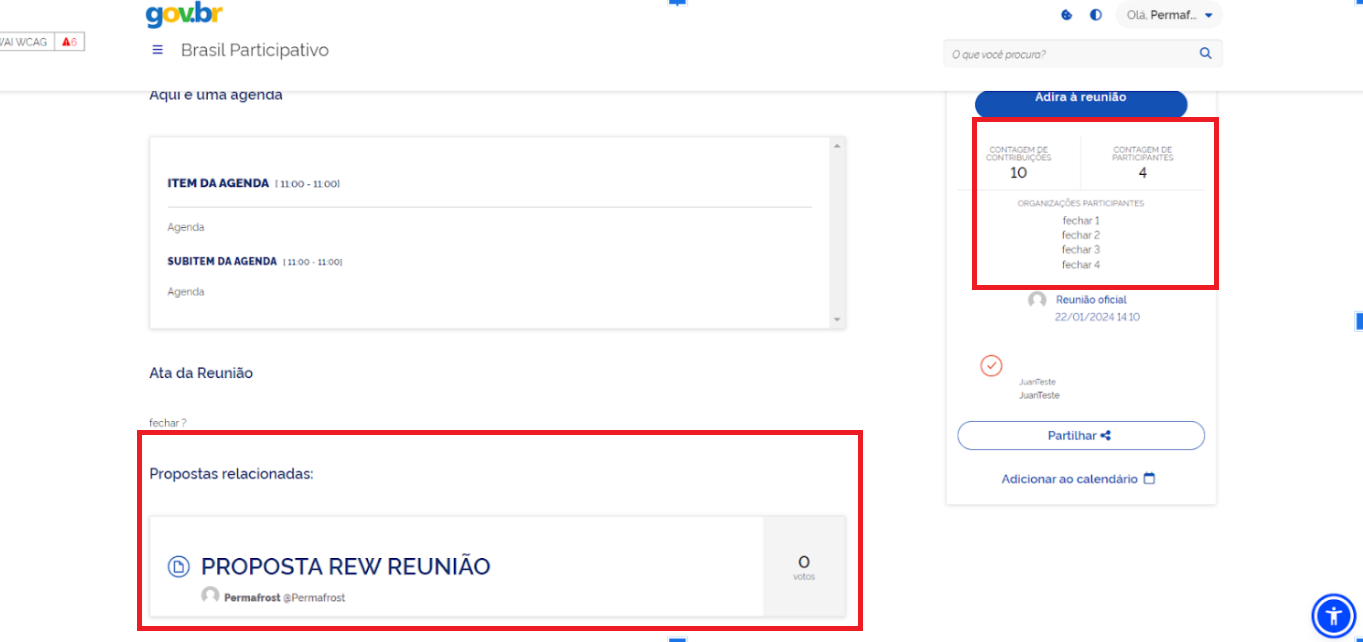 gov.br
Olá, Permaf...
VAI WCAG
6
Brasil Participativo
O que você procura?
Aqui e uma agenda
ITEM DA AGENDA [ 11:00 - 11:00]
Agenda
SUBITEM DA AGENDA [ 11:00 - 11:00]
Agenda
Ata da Reunião
fechar ?
Propostas relacionadas:
PROPOSTA REW REUNIÃO
Permafrost @Permafrost
0
votos
Adira à reunião
CONTAGEM DE
CONTRIBUIÇÕES
10
CONTAGEM DE
PARTICIPANTES
4
ORGANIZAÇÕES PARTICIPANTES
fechar 1
fechar 2
fechar 3
fechar 4
Reunião oficial
22/01/2024 14:10
JuanTeste
JuanTeste
Partilhar
Adicionar ao calendário